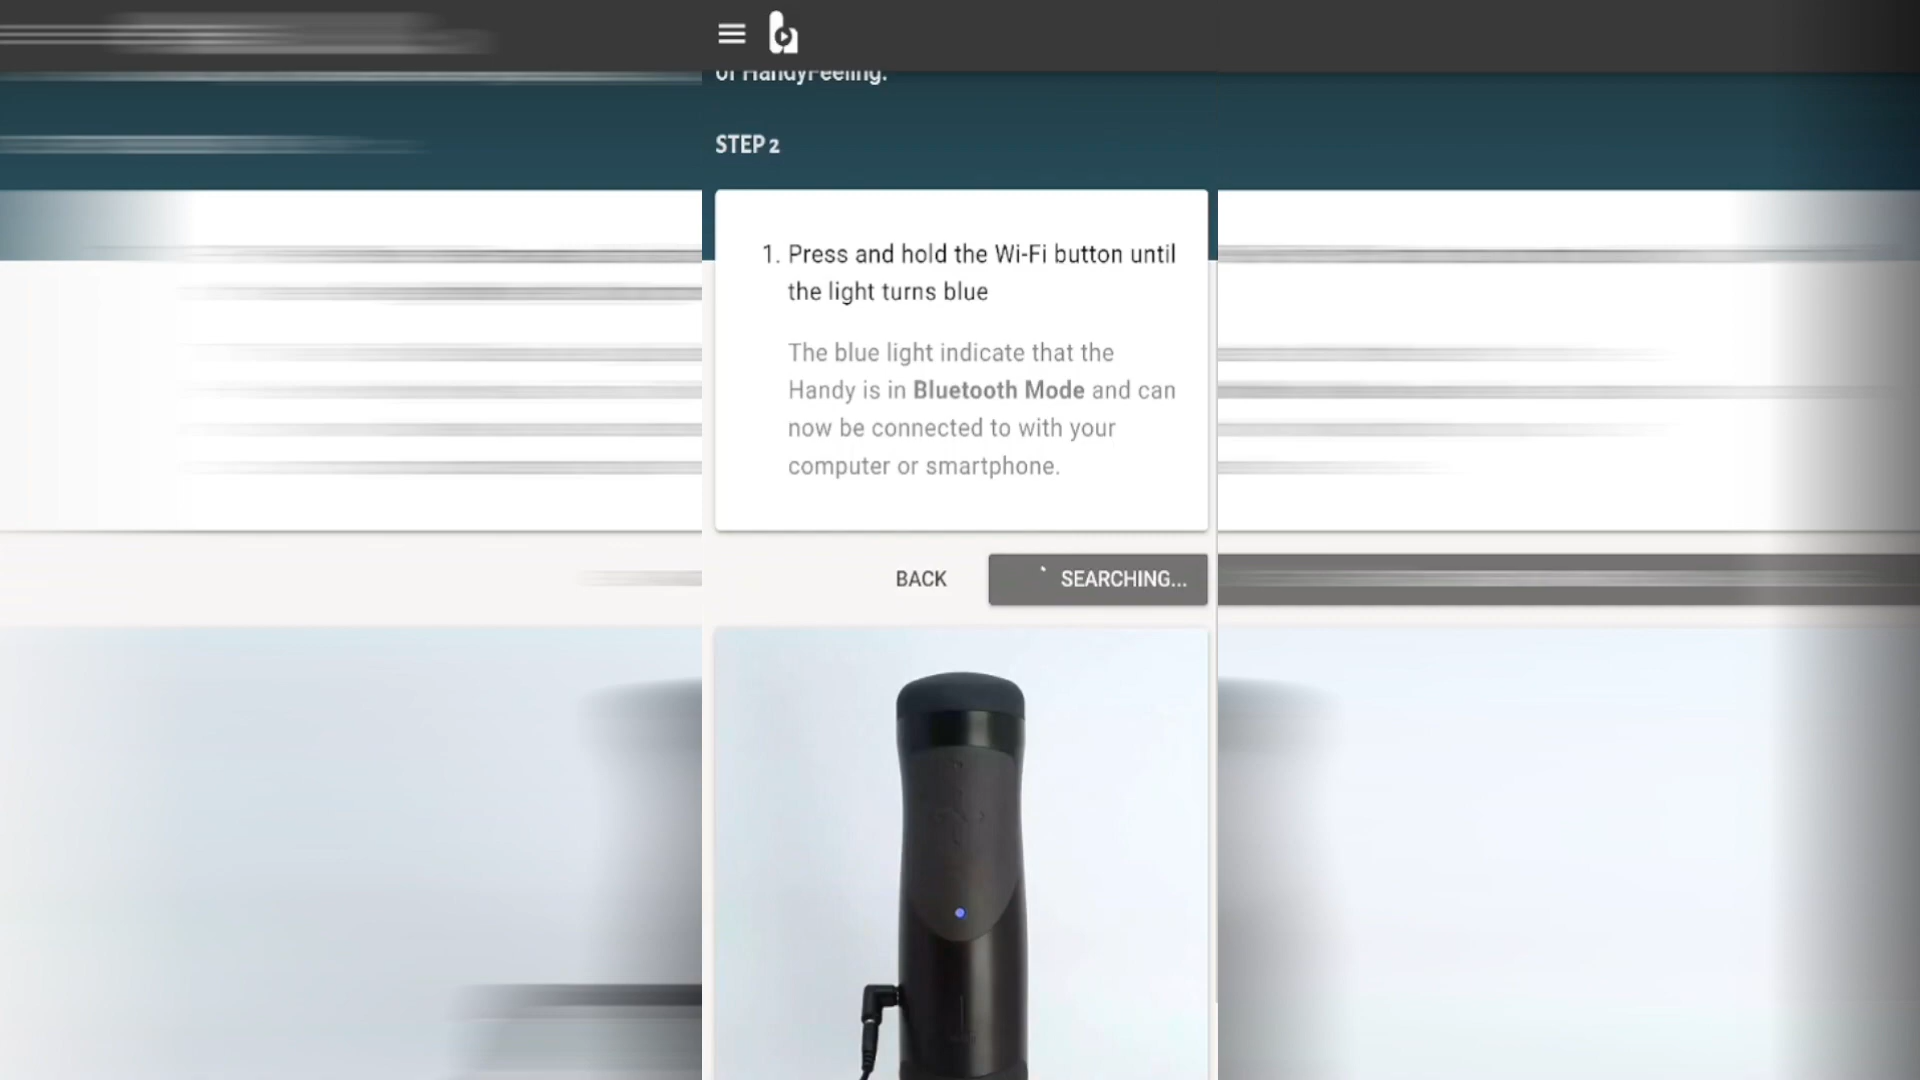 of HandyFeeling.
STEP 2
1. Press and hold the Wi-Fi button until
the light turns blue
The blue light indicate that the
Handy is in Bluetooth Mode and can
now be connected to with your
computer or smartphone.
BACK
SEARCHING...